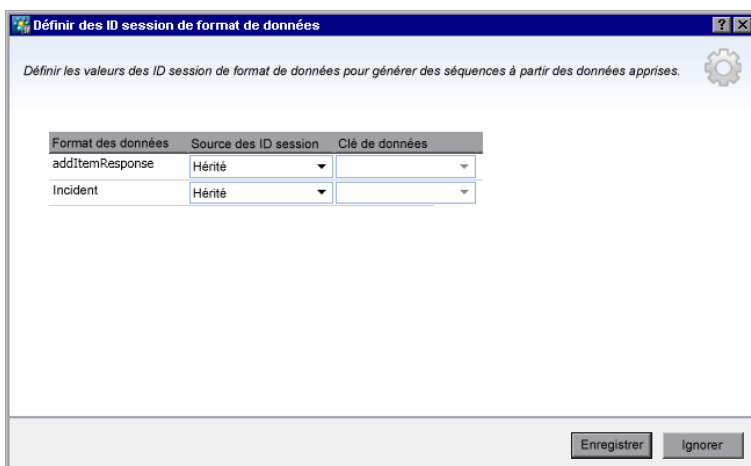 Définir des ID session de format de données
Définir les valeurs des ID session de format de données pour générer des séquences à partir des données apprises.
Format des données Source des ID session Clé de données
addItemResponse Hérité
Incident Hérité
Enregistrer Ignorer